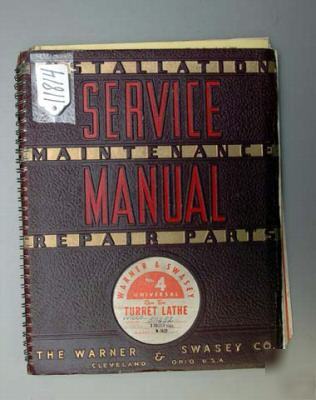 11814
INSTALLATION
SERVICE
MAINTENANCE
MANUAL
REPAIR PARTS
WARNER & SWASEY
No. 4
UNIVERSAL
TURRET LATHE
THE WARNER & SWASEY CO.
CLEVELAND OHIO U.S.A.